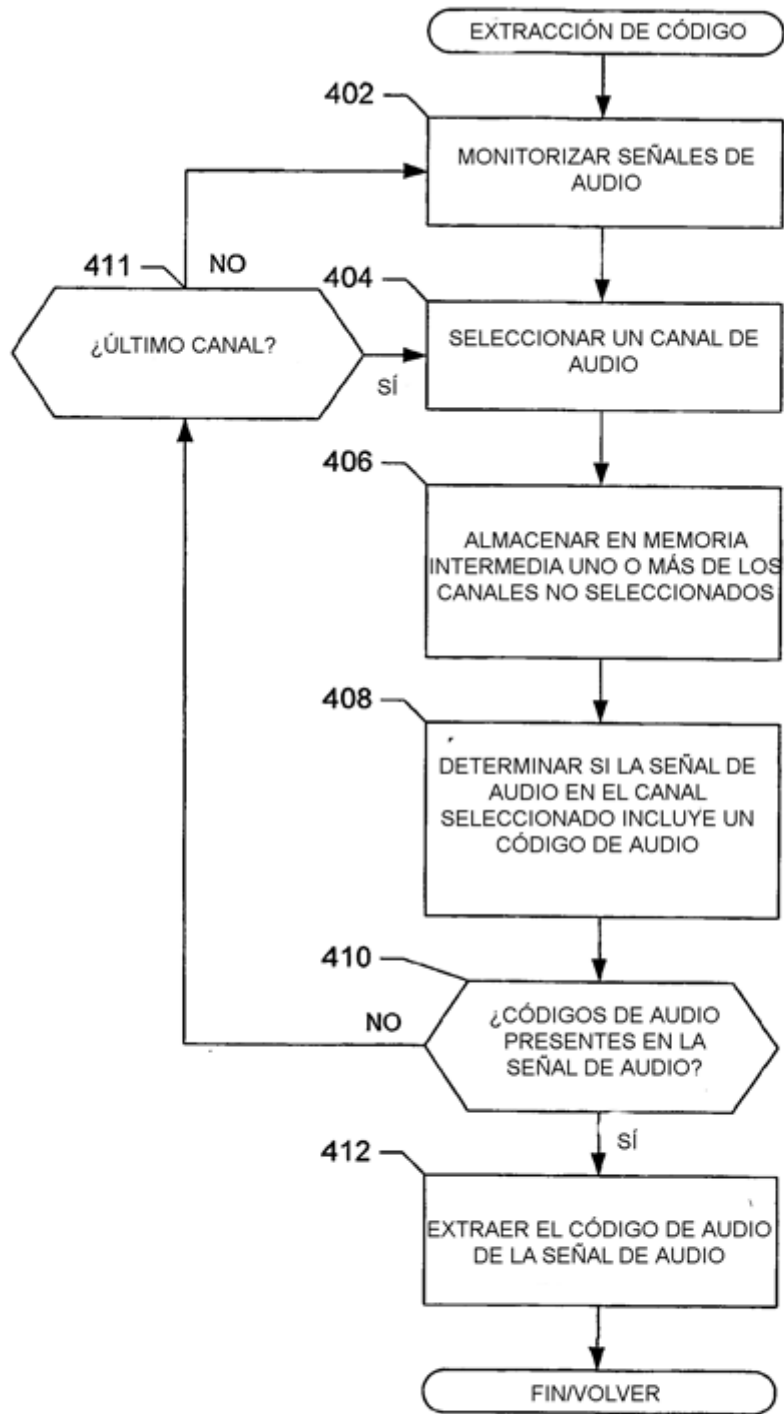 EXTRACCIÓN DE CÓDIGO
402
MONITORIZAR SEÑALES DE
AUDIO
411
NO
¿ÚLTIMO CANAL?
SÍ
404
SELECCIONAR UN CANAL DE
AUDIO
406
ALMACENAR EN MEMORIA
INTERMEDIA UNO O MÁS DE LOS
CANALES NO SELECCIONADOS
408
DETERMINAR SI LA SEÑAL DE
AUDIO EN EL CANAL
SELECCIONADO INCLUYE UN
CÓDIGO DE AUDIO
410
NO
¿CÓDIGOS DE AUDIO
PRESENTES EN LA
SEÑAL DE AUDIO?
SÍ
412
EXTRAER EL CÓDIGO DE AUDIO
DE LA SEÑAL DE AUDIO
FIN/VOLVER